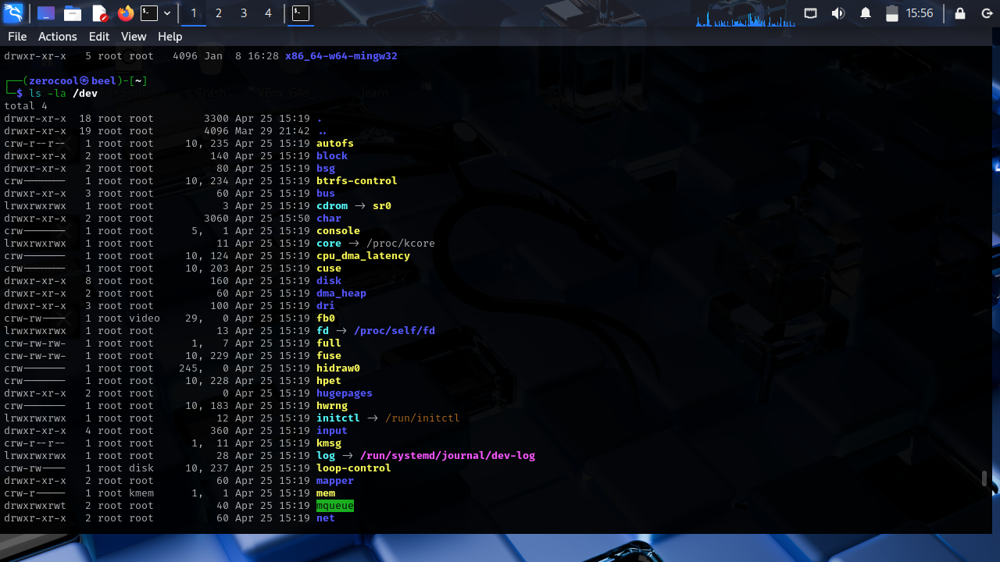 1 2 3 4 15:56
File Actions Edit View Help
drwxr-xr-x 5 root root 4096 Jan 8 16:28 x86_64-w64-mingw32
┌──(zerocool㉿beel)-[~]
└─$ ls -la /dev
total 4
drwxr-xr-x 18 root root 3300 Apr 25 15:19 .
drwxr-xr-x 19 root root 4096 Mar 29 21:42 ..
crw-r--r-- 1 root root 10, 235 Apr 25 15:19 autofs
drwxr-xr-x 2 root root 140 Apr 25 15:19 block
drwxr-xr-x 2 root root 80 Apr 25 15:19 bsg
crw------- 1 root root 10, 234 Apr 25 15:19 btrfs-control
drwxr-xr-x 3 root root 60 Apr 25 15:19 bus
lrwxrwxrwx 1 root root 3 Apr 25 15:19 cdrom -> sr0
drwxr-xr-x 2 root root 3060 Apr 25 15:50 char
crw------- 1 root root 5, 1 Apr 25 15:19 console
lrwxrwxrwx 1 root root 11 Apr 25 15:19 core -> /proc/kcore
crw------- 1 root root 10, 124 Apr 25 15:19 cpu_dma_latency
crw------- 1 root root 10, 203 Apr 25 15:19 cuse
drwxr-xr-x 8 root root 160 Apr 25 15:19 disk
drwxr-xr-x 2 root root 60 Apr 25 15:19 dma_heap
drwxr-xr-x 3 root root 100 Apr 25 15:19 dri
crw-rw---- 1 root video 29, 0 Apr 25 15:19 fb0
lrwxrwxrwx 1 root root 13 Apr 25 15:19 fd -> /proc/self/fd
crw-rw-rw- 1 root root 1, 7 Apr 25 15:19 full
crw-rw-rw- 1 root root 10, 229 Apr 25 15:19 fuse
crw------- 1 root root 245, 0 Apr 25 15:19 hidraw0
crw------- 1 root root 10, 228 Apr 25 15:19 hpet
drwxr-xr-x 2 root root 0 Apr 25 15:19 hugepages
crw------- 1 root root 10, 183 Apr 25 15:19 hwrng
lrwxrwxrwx 1 root root 12 Apr 25 15:19 initctl -> /run/initctl
drwxr-xr-x 4 root root 360 Apr 25 15:19 input
crw-r--r-- 1 root root 1, 11 Apr 25 15:19 kmsg
lrwxrwxrwx 1 root root 28 Apr 25 15:19 log -> /run/systemd/journal/dev-log
crw-rw---- 1 root disk 10, 237 Apr 25 15:19 loop-control
drwxr-xr-x 2 root root 60 Apr 25 15:19 mapper
crw-r----- 1 root kmem 1, 1 Apr 25 15:19 mem
drwxrwxrwt 2 root root 40 Apr 25 15:19 mqueue
drwxr-xr-x 2 root root 60 Apr 25 15:19 net